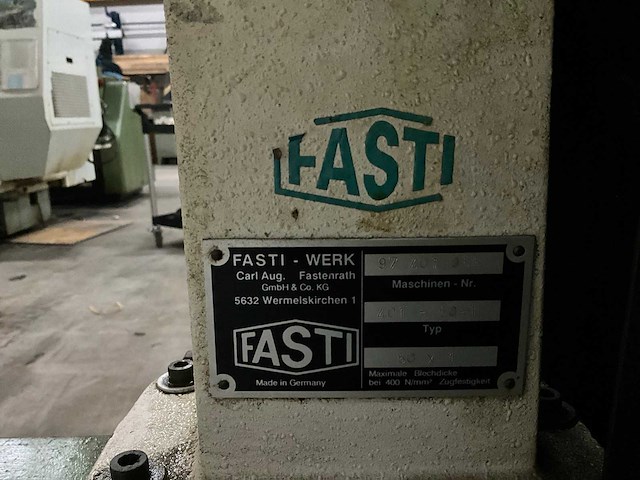 FASTI
FASTI - WERK
Carl Aug. Fastenrath
GmbH & Co. KG
5632 Wermelskirchen 1
FASTI
Made in Germany
Maschinen - Nr.
Typ
Maximale Blechdicke
bei 400 N/mm² Zugfestigkeit